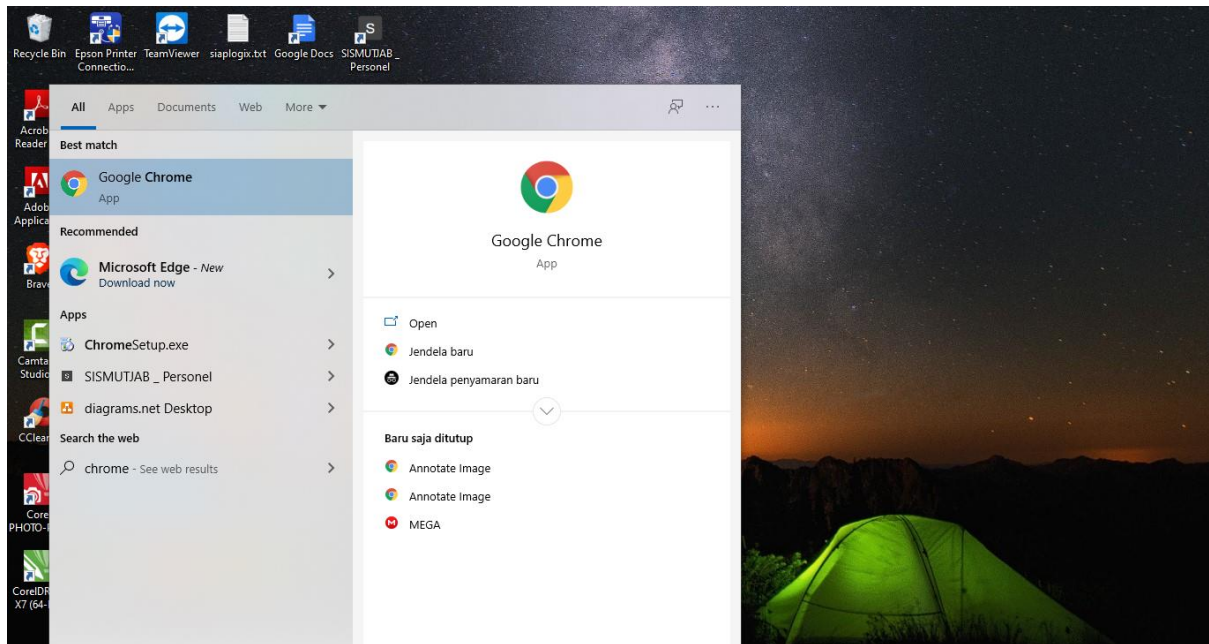 Recycle Bin
Epson Printer
Connectio...
TeamViewer
siaplogix.txt
Google Docs
SISMUTJAB _
Personel
Acrob
Reader
Adob
Applica
Brave
Camta
Studio
CClean
Core
PHOTO-P
CorelDR
X7 (64-
All Apps Documents Web More
Best match
Google Chrome
App
Recommended
Microsoft Edge - New
Download now
Apps
ChromeSetup.exe
SISMUTJAB _ Personel
diagrams.net Desktop
Search the web
chrome - See web results
Google Chrome
App
Open
Jendela baru
Jendela penyamaran baru
Baru saja ditutup
Annotate Image
Annotate Image
MEGA